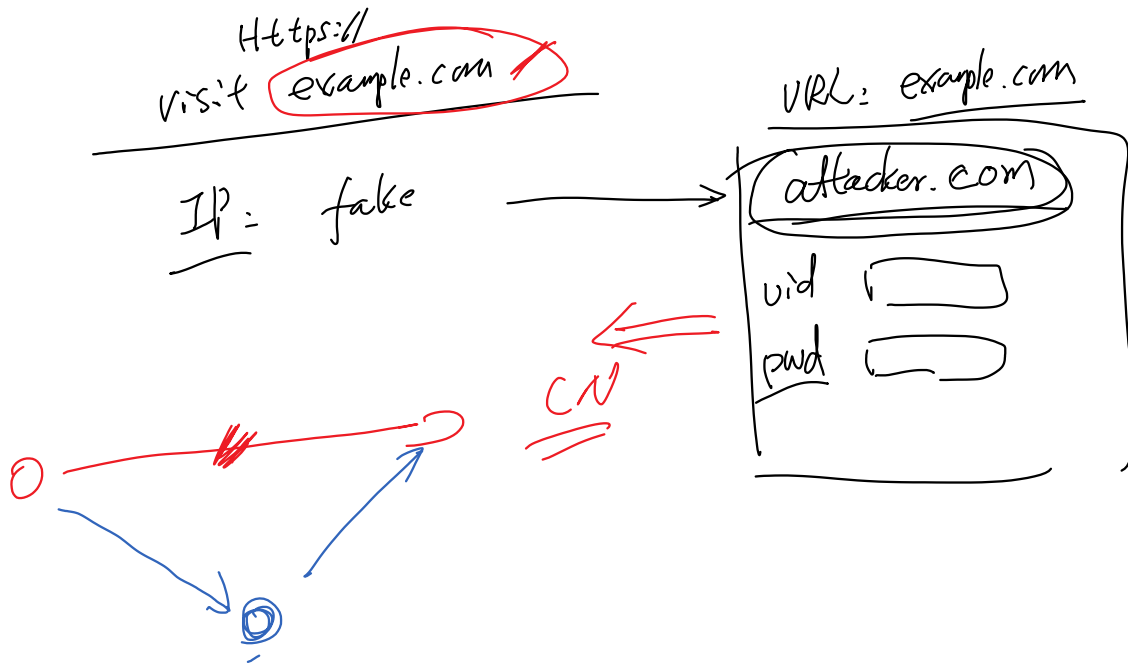 Https://
visit example.com
IP: fake
URL: example.com
attacker.com
uid
pwd
CN